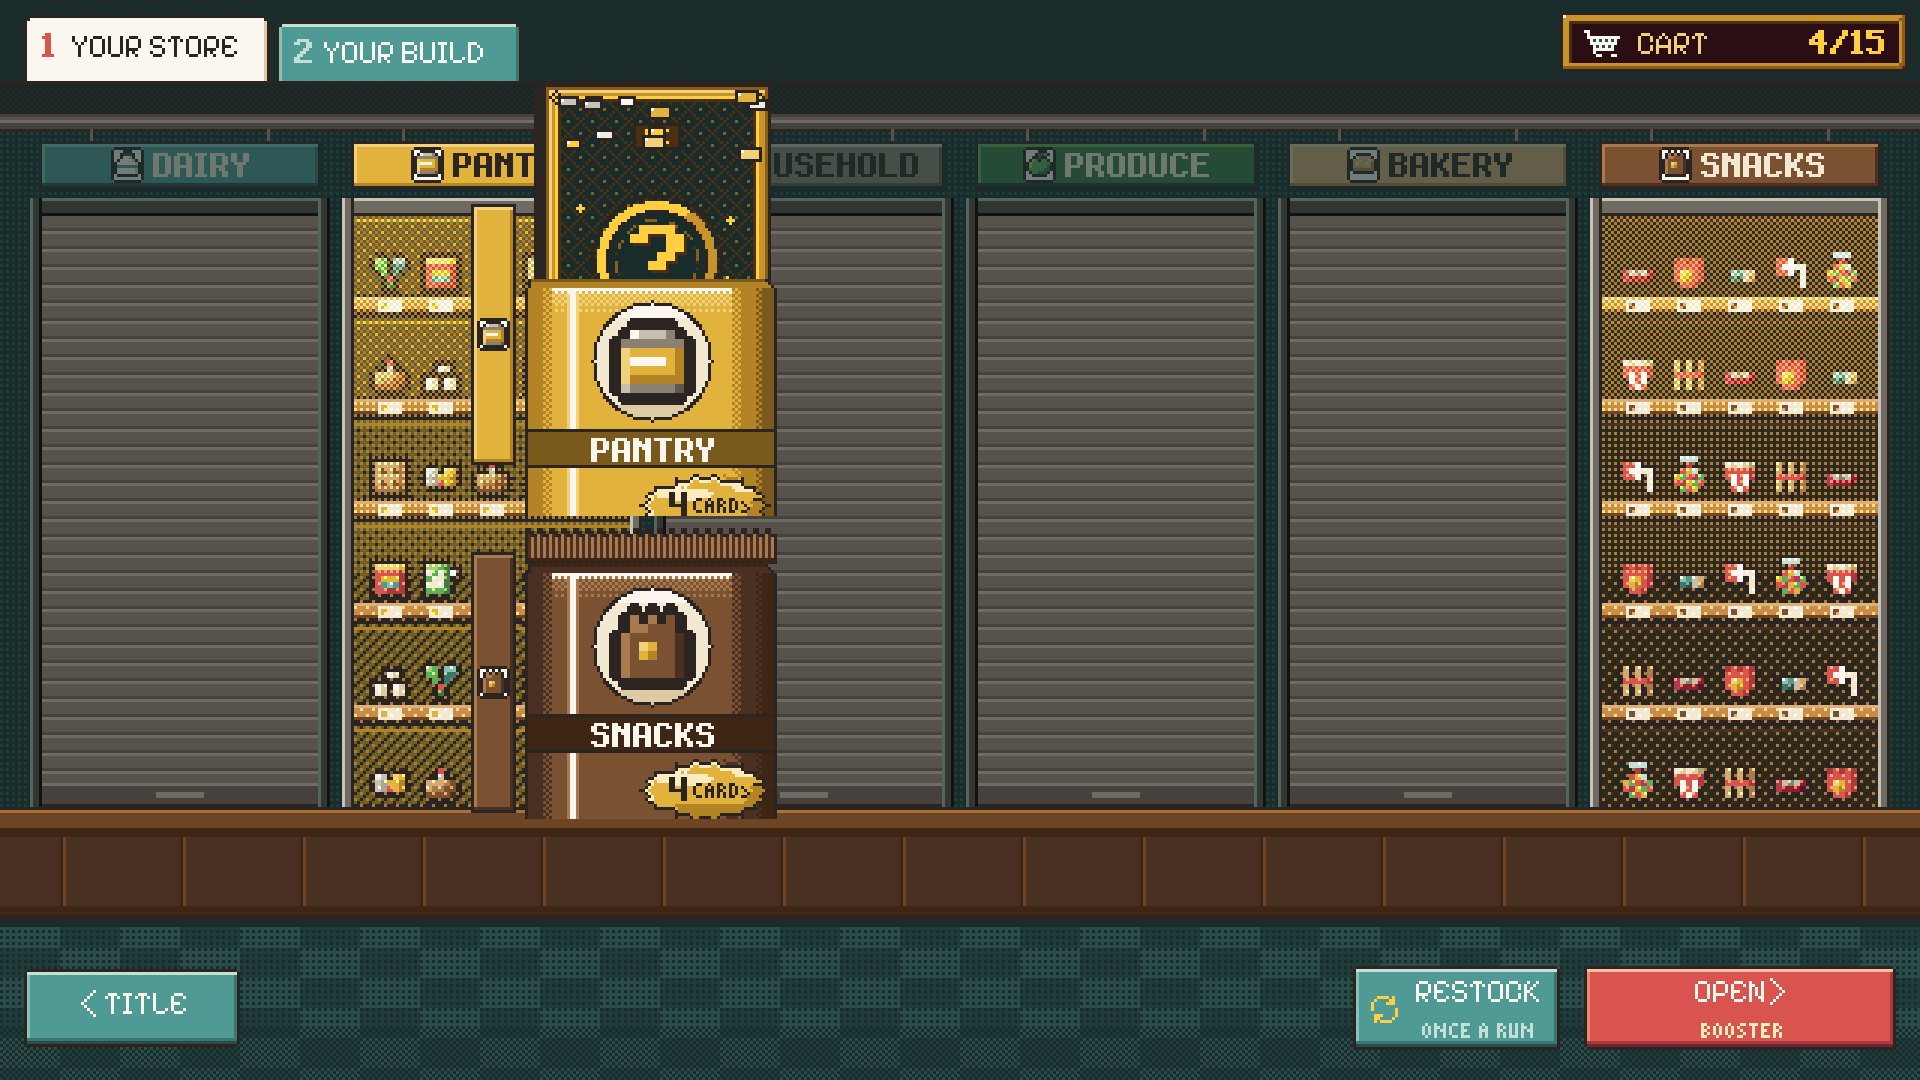 1 YOUR STORE
2 YOUR BUILD
CART 4/15
DAIRY
PANT
USEHOLD
PRODUCE
BAKERY
SNACKS
?
PANTRY
4 CARDS
SNACKS
4 CARDS
< TITLE
RESTOCK
ONCE A RUN
OPEN >
BOOSTER